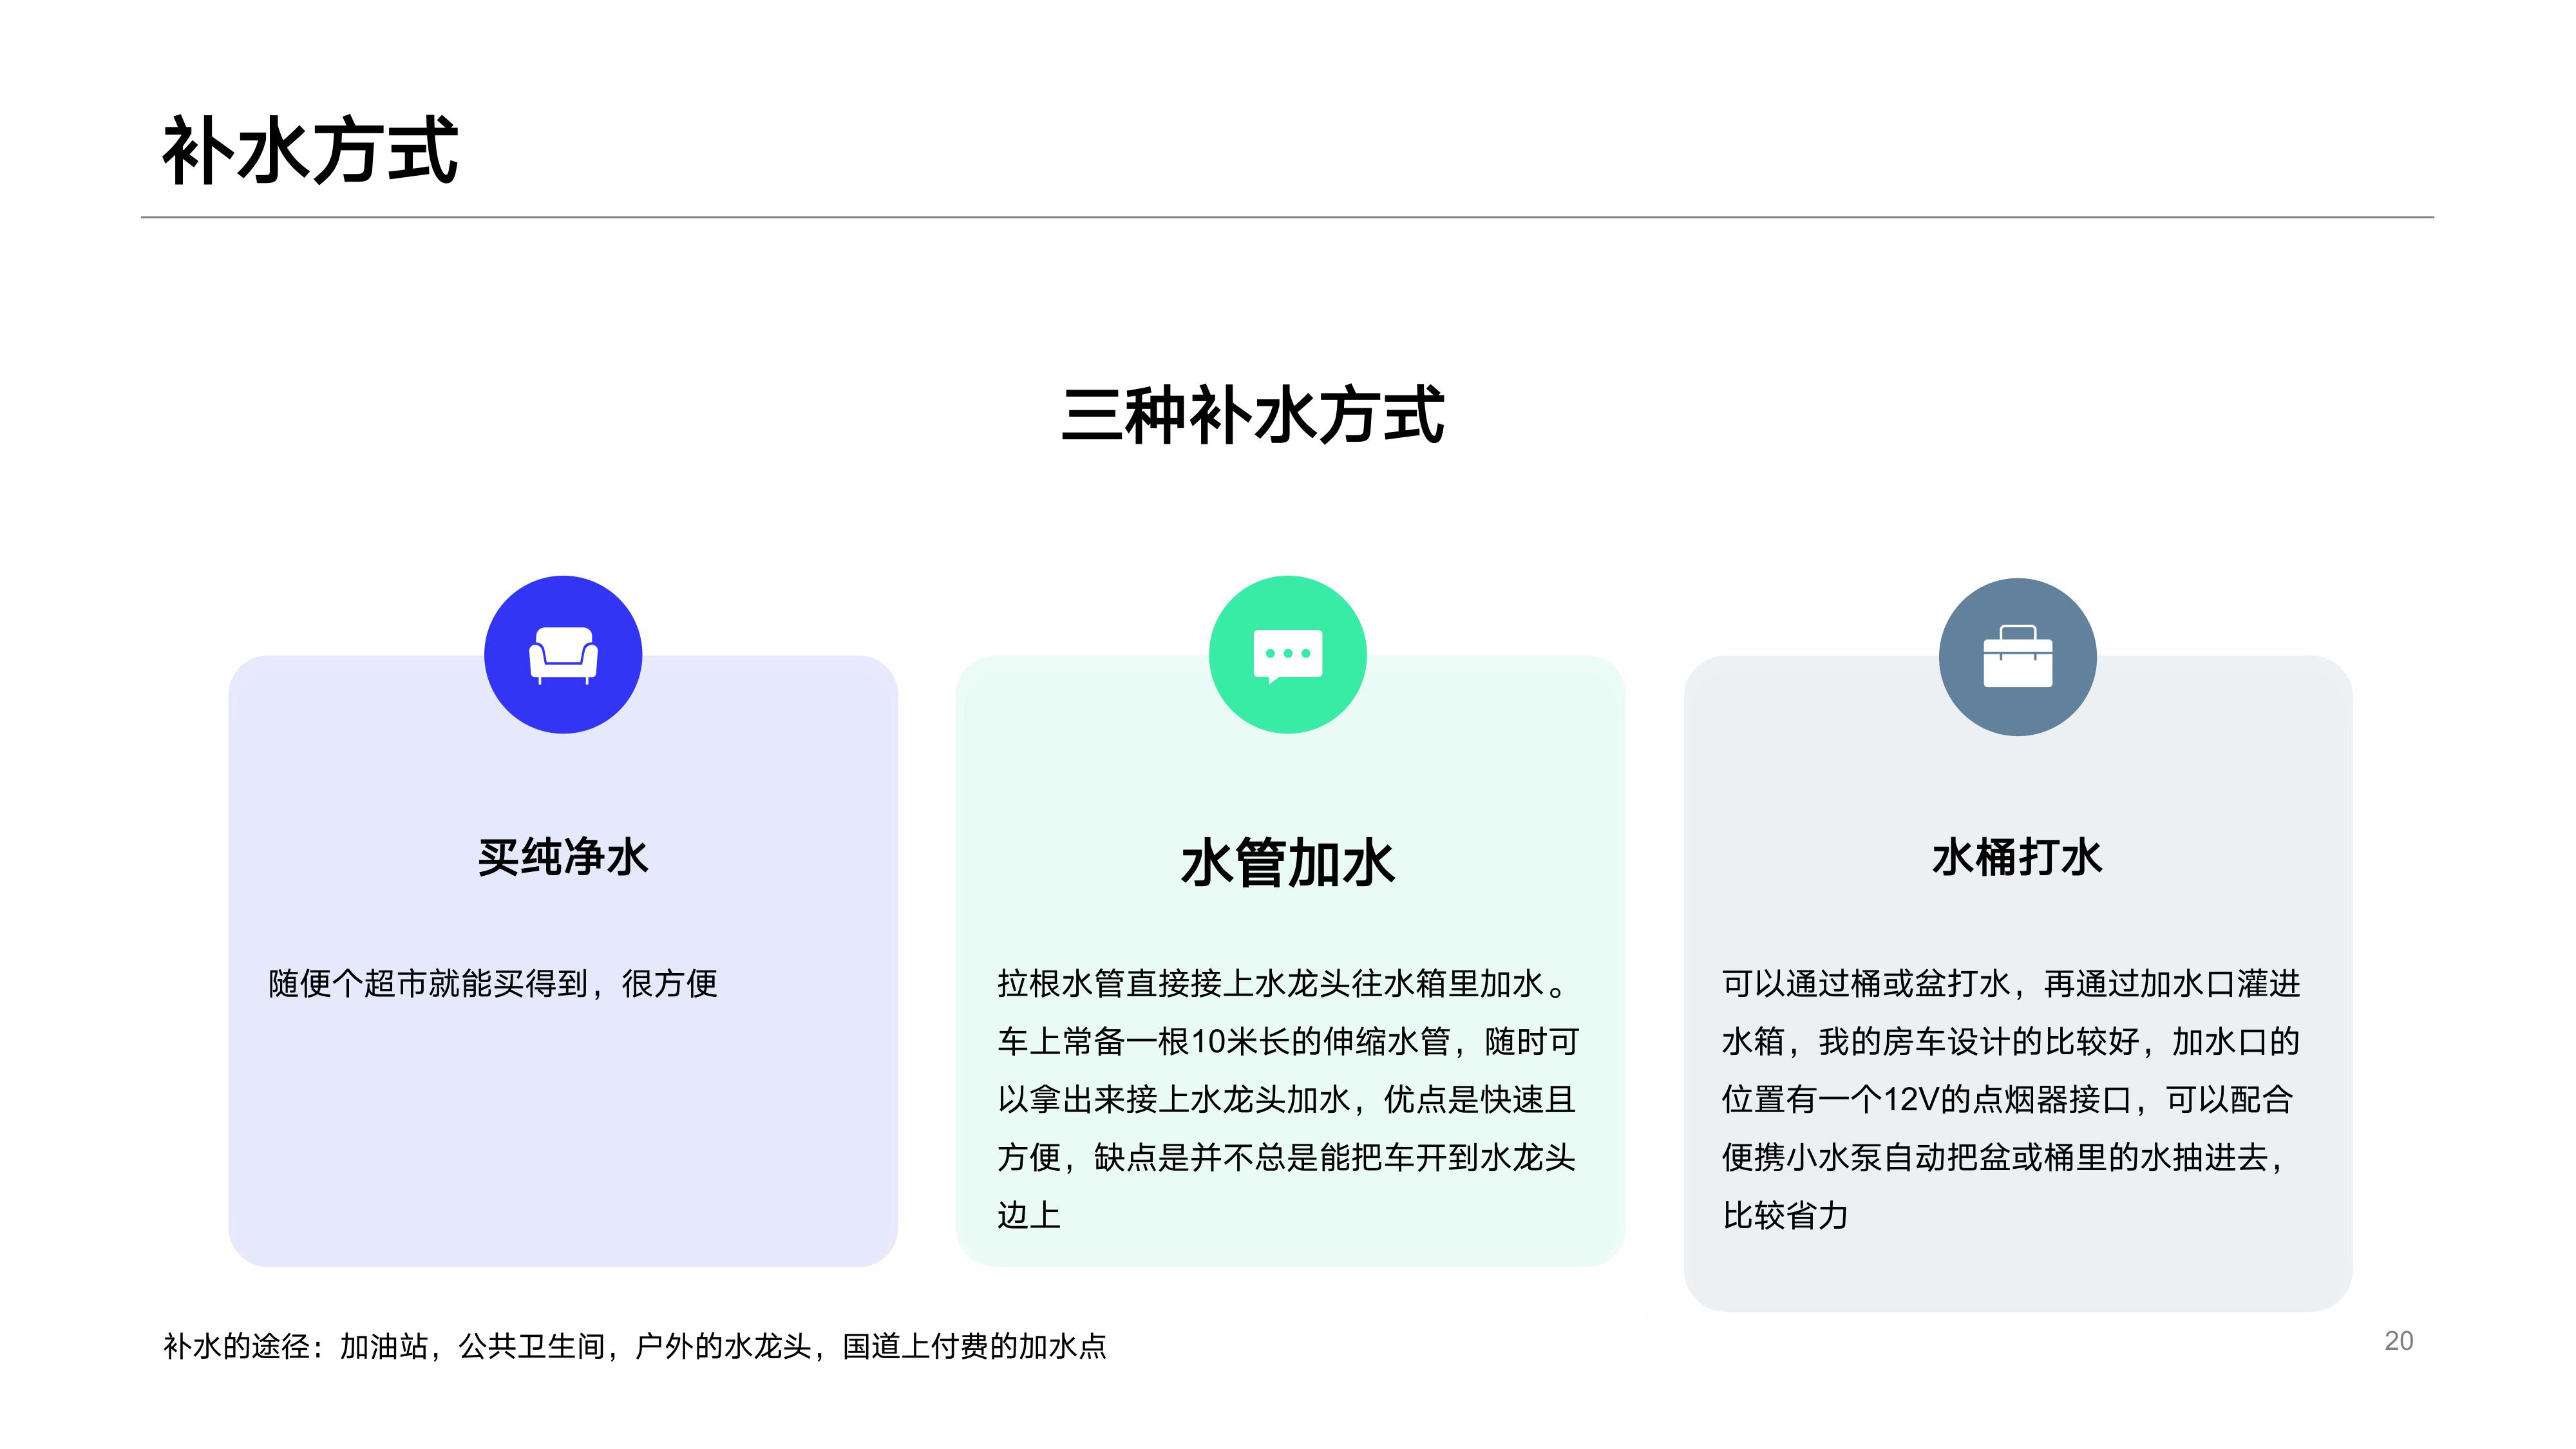 补水方式
三种补水方式
买纯净水
随便个超市就能买得到，很方便
水管加水
拉根水管直接接上水龙头往水箱里加水。
车上常备一根10米长的伸缩水管，随时可
以拿出来接上水龙头加水，优点是快速且
方便，缺点是并不总是能把车开到水龙头
边上
水桶打水
可以通过桶或盆打水，再通过加水口灌进
水箱，我的房车设计的比较好，加水口的
位置有一个12V的点烟器接口，可以配合
便携小水泵自动把盆或桶里的水抽进去，
比较省力
补水的途径：加油站，公共卫生间，户外的水龙头，国道上付费的加水点
20